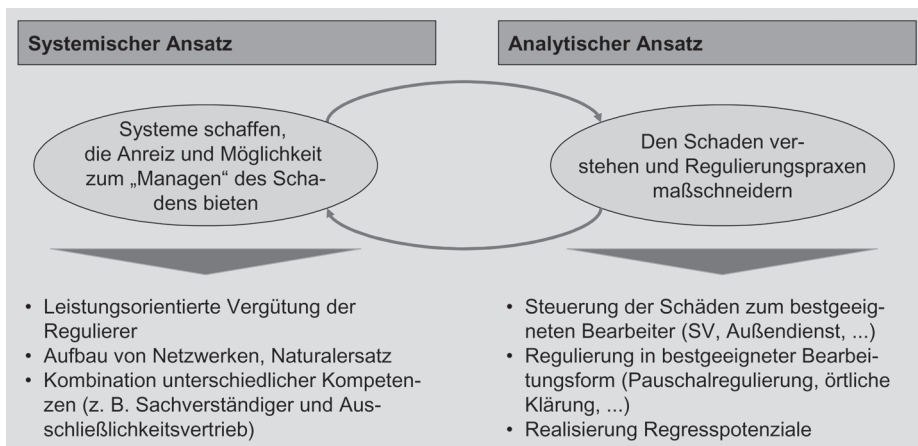 Systemischer Ansatz
Systeme schaffen,
die Anreiz und Möglichkeit
zum „Managen“ des Scha-
dens bieten
• Leistungsorientierte Vergütung der
Regulierer
• Aufbau von Netzwerken, Naturalersatz
• Kombination unterschiedlicher Kompeten-
zen (z. B. Sachverständiger und Aus-
schließlichkeitsvertrieb)
Analytischer Ansatz
Den Schaden ver-
stehen und Regulierungspraxen
maßschneidern
• Steuerung der Schäden zum bestgeeig-
neten Bearbeiter (SV, Außendienst, ...)
• Regulierung in bestgeeigneter Bearbei-
tungsform (Pauschalregulierung, örtliche
Klärung, ...)
• Realisierung Regresspotenziale